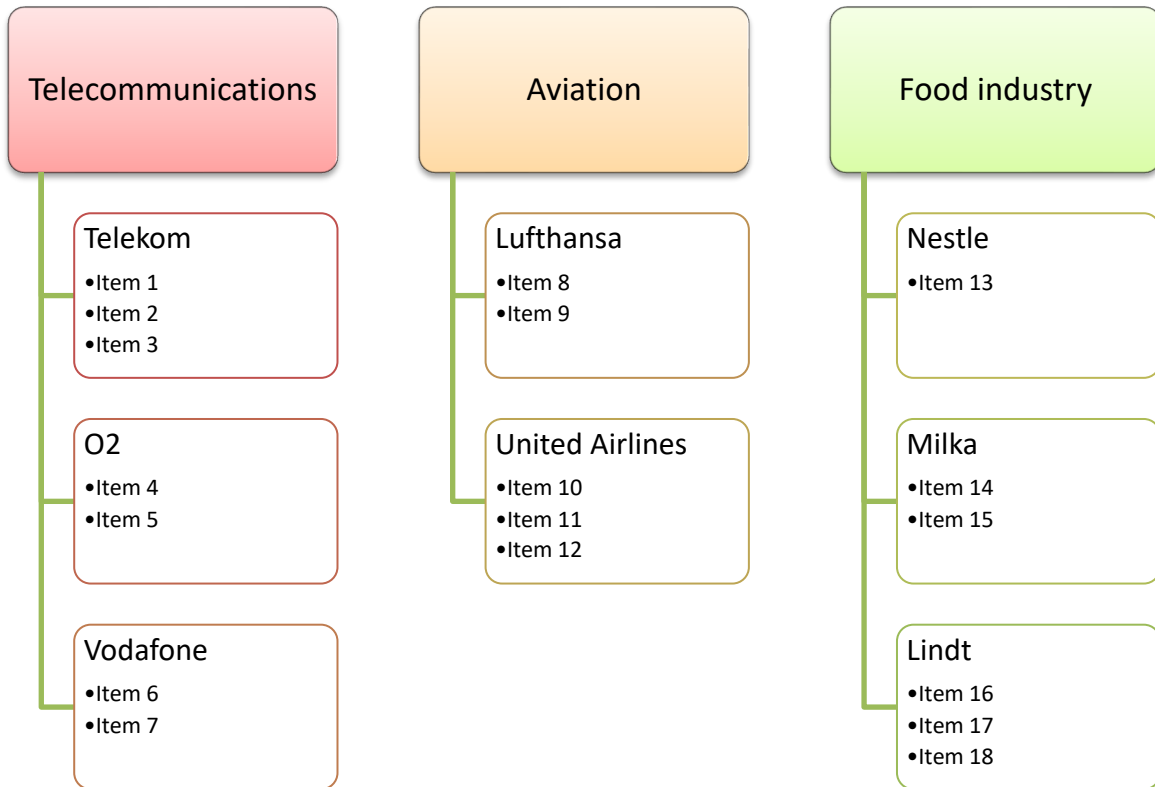 Telecommunications
Telekom
•Item 1
•Item 2
•Item 3
O2
•Item 4
•Item 5
Vodafone
•Item 6
•Item 7
Aviation
Lufthansa
•Item 8
•Item 9
United Airlines
•Item 10
•Item 11
•Item 12
Food industry
Nestle
•Item 13
Milka
•Item 14
•Item 15
Lindt
•Item 16
•Item 17
•Item 18